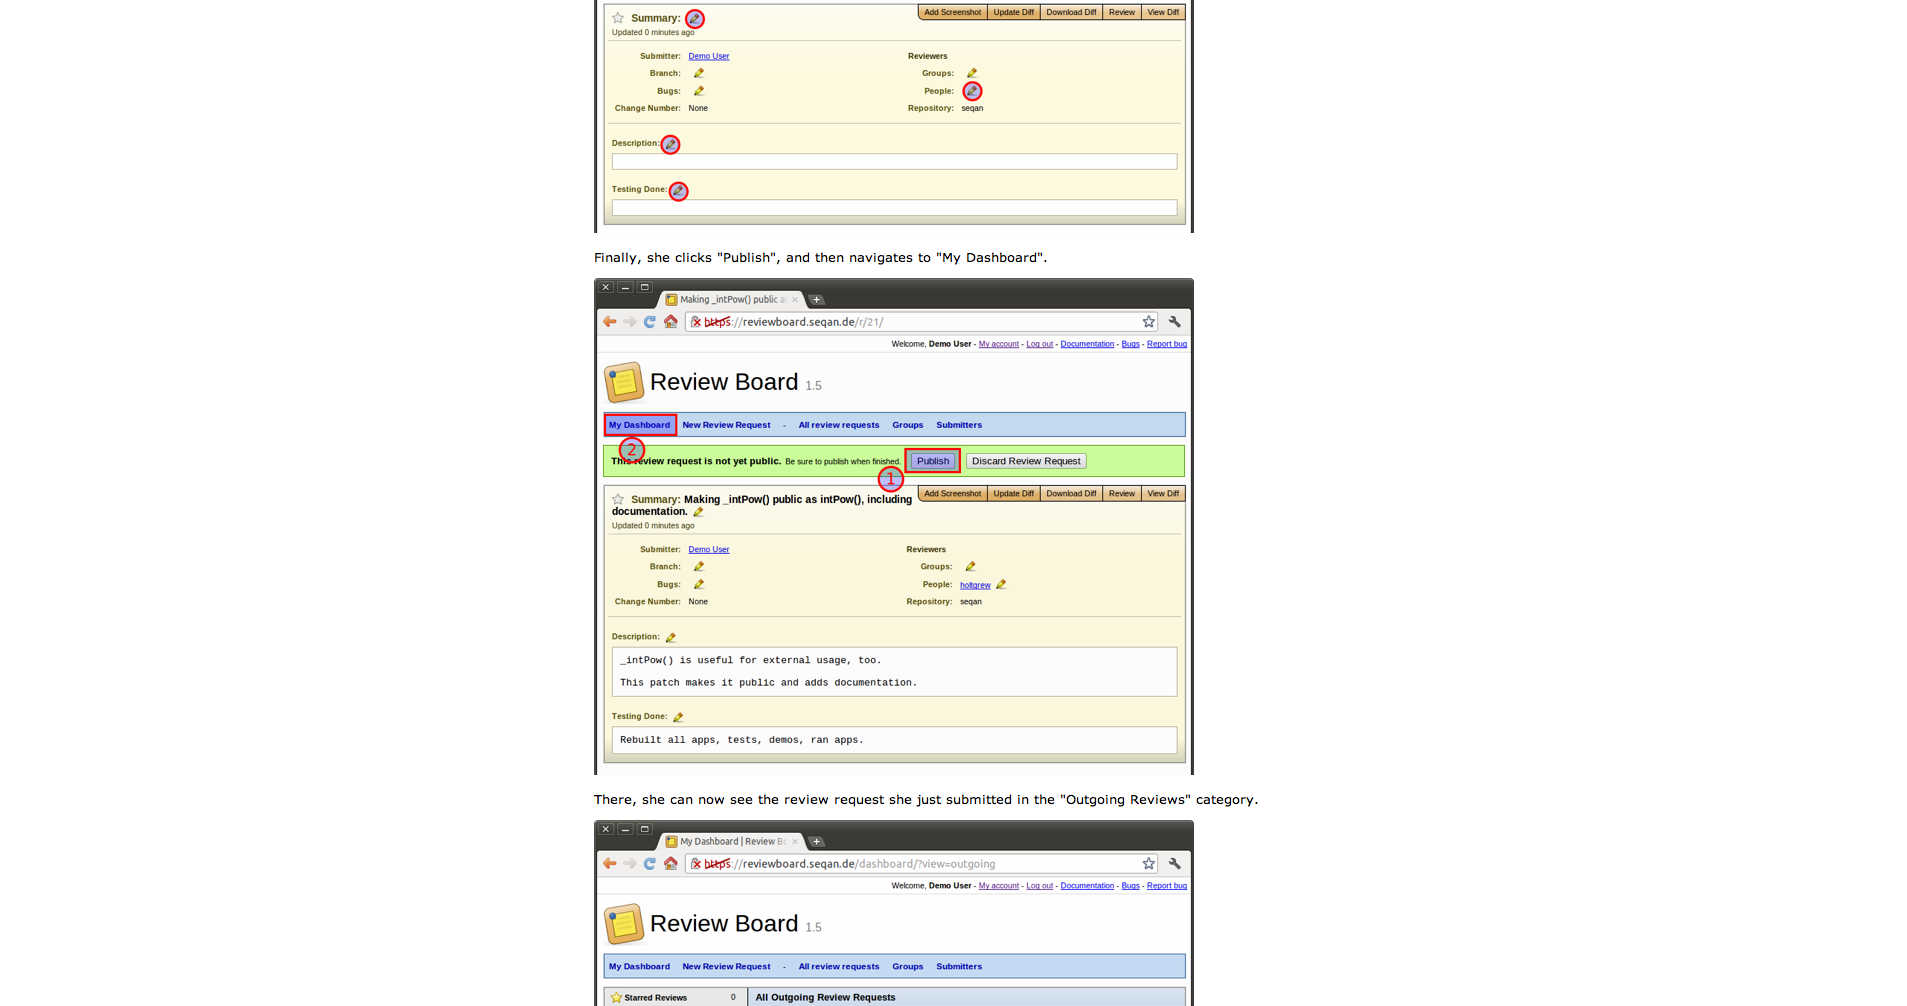 Summary:
Add Screenshot Update Diff Download Diff Review View Diff
Updated 0 minutes ago
Submitter: Demo User
Reviewers
Branch:
Groups:
Bugs:
People:
Change Number: None
Repository: seqan
Description:
Testing Done:
Finally, she clicks "Publish", and then navigates to "My Dashboard".
Making _intPow() public as
https://reviewboard.seqan.de/r/21/
Welcome, Demo User - My account - Log out - Documentation - Bugs - Report bug
Review Board 1.5
My Dashboard New Review Request - All review requests Groups Submitters
2
This review request is not yet public. Be sure to publish when finished. Publish Discard Review Request
1
Summary: Making _intPow() public as intPow(), including
documentation.
Add Screenshot Update Diff Download Diff Review View Diff
Updated 0 minutes ago
Submitter: Demo User
Reviewers
Branch:
Groups:
Bugs:
People: holtgrew
Change Number: None
Repository: seqan
Description:
_intPow() is useful for external usage, too.
This patch makes it public and adds documentation.
Testing Done:
Rebuilt all apps, tests, demos, ran apps.
There, she can now see the review request she just submitted in the "Outgoing Reviews" category.
My Dashboard | Review Bo
https://reviewboard.seqan.de/dashboard/?view=outgoing
Welcome, Demo User - My account - Log out - Documentation - Bugs - Report bug
Review Board 1.5
My Dashboard New Review Request - All review requests Groups Submitters
Starred Reviews 0
All Outgoing Review Requests